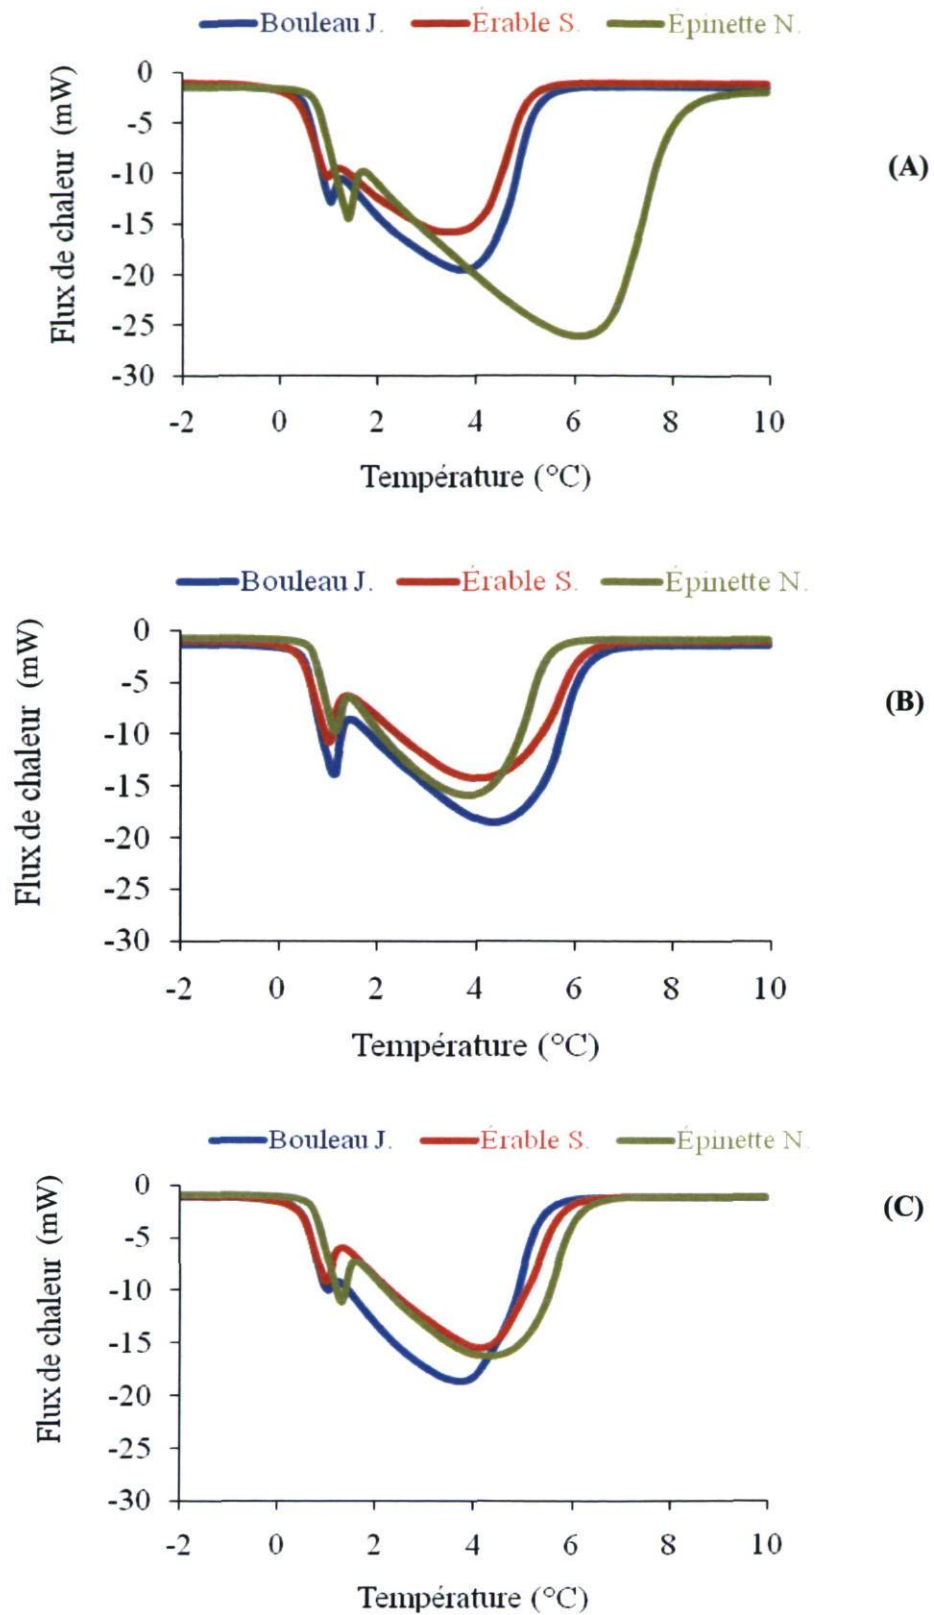 Bouleau J. Érable S. Épinette N.
0
-5
-10
-15
-20
-25
-30
Flux de chaleur (mW)
-2 0 2 4 6 8 10
Température (°C)
(A)
Bouleau J. Érable S. Épinette N.
0
-5
-10
-15
-20
-25
-30
Flux de chaleur (mW)
-2 0 2 4 6 8 10
Température (°C)
(B)
Bouleau J. Érable S. Épinette N.
0
-5
-10
-15
-20
-25
-30
Flux de chaleur (mW)
-2 0 2 4 6 8 10
Température (°C)
(C)